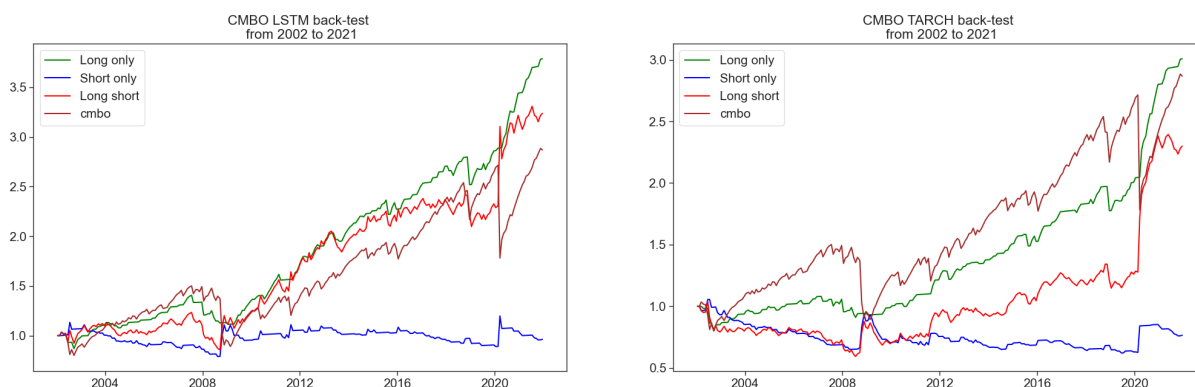 CMBO LSTM back-test
from 2002 to 2021
Long only
Short only
Long short
cmbo
3.5
3.0
2.5
2.0
1.5
1.0
2004
2008
2012
2016
2020
CMBO TARCH back-test
from 2002 to 2021
Long only
Short only
Long short
cmbo
3.0
2.5
2.0
1.5
1.0
0.5
2004
2008
2012
2016
2020